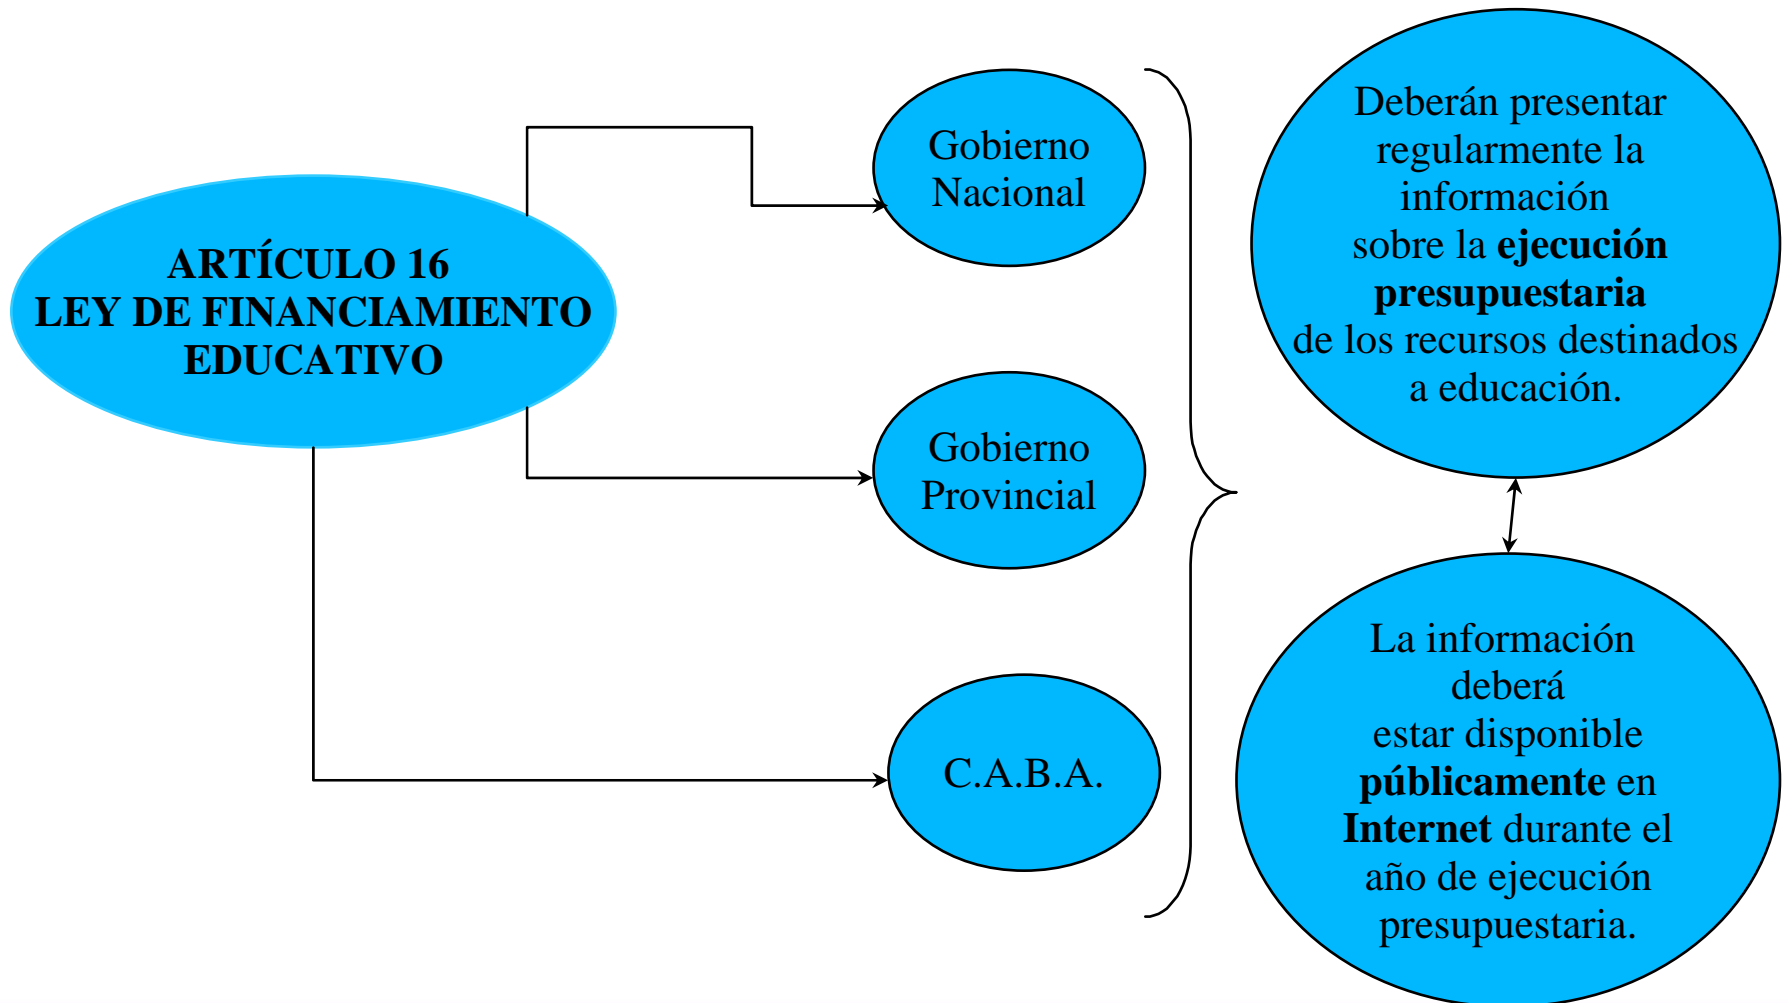 ARTÍCULO 16
LEY DE FINANCIAMIENTO
EDUCATIVO
Gobierno
Nacional
Gobierno
Provincial
C.A.B.A.
Deberán presentar
regularmente la
información
sobre la ejecución
presupuestaria
de los recursos destinados
a educación.
La información
deberá
estar disponible
públicamente en
Internet durante el
año de ejecución
presupuestaria.